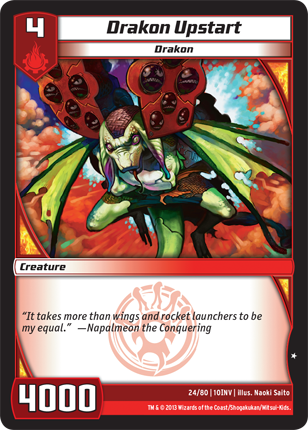 4
Drakon Upstart
Drakon
Creature
“It takes more than wings and rocket launchers to be
my equal.” —Napalmeon the Conquering
4000
24/80 | 10INV | illus. Naoki Saito
TM & © 2013 Wizards of the Coast/Shogakukan/Mitsui-Kids.